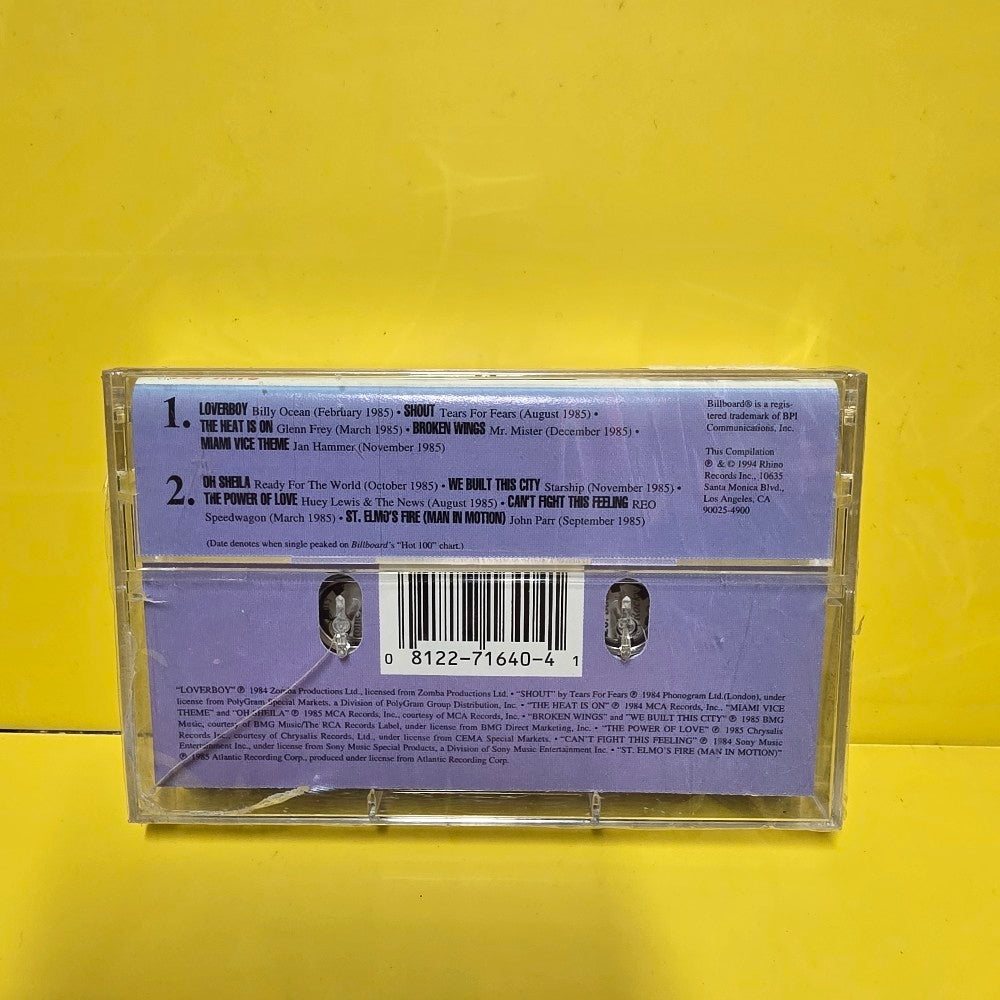 1. LOVERBOY Billy Ocean (February 1985) • SHOUT Tears For Fears (August 1985) •
THE HEAT IS ON Glenn Frey (March 1985) • BROKEN WINGS Mr. Mister (December 1985) •
MIAMI VICE THEME Jan Hammer (November 1985)
2. OH SHEILA Ready For The World (October 1985) • WE BUILT THIS CITY Starship (November 1985) •
THE POWER OF LOVE Huey Lewis & The News (August 1985) • CAN'T FIGHT THIS FEELING REO
Speedwagon (March 1985) • ST. ELMO'S FIRE (MAN IN MOTION) John Parr (September 1985)
(Date denotes when single peaked on Billboard's "Hot 100" chart.)
Billboard® is a regis-
tered trademark of BPI
Communications, Inc.
This Compilation
℗ & © 1994 Rhino
Records Inc., 10635
Santa Monica Blvd.,
Los Angeles, CA
90025-4900
0 8122-71640-4 1
"LOVERBOY" ℗ 1984 Zomba Productions Ltd., licensed from Zomba Productions Ltd. • "SHOUT" by Tears For Fears ℗ 1984 Phonogram Ltd.(London), under
license from PolyGram Special Markets, a Division of PolyGram Group Distribution, Inc. • "THE HEAT IS ON" ℗ 1984 MCA Records, Inc., "MIAMI VICE
THEME" and "OH SHEILA" ℗ 1985 MCA Records, Inc., courtesy of MCA Records, Inc. • "BROKEN WINGS" and "WE BUILT THIS CITY" ℗ 1985 BMG
Music, courtesy of BMG Music/The RCA Records Label, under license from BMG Direct Marketing, Inc. • "THE POWER OF LOVE" ℗ 1985 Chrysalis
Records Inc., courtesy of Chrysalis Records, Ltd., under license from CEMA Special Markets. • "CAN'T FIGHT THIS FEELING" ℗ 1984 Sony Music
Entertainment Inc., under license from Sony Music Special Products, a Division of Sony Music Entertainment Inc. • "ST. ELMO'S FIRE (MAN IN MOTION)"
℗ 1985 Atlantic Recording Corp., produced under license from Atlantic Recording Corp.